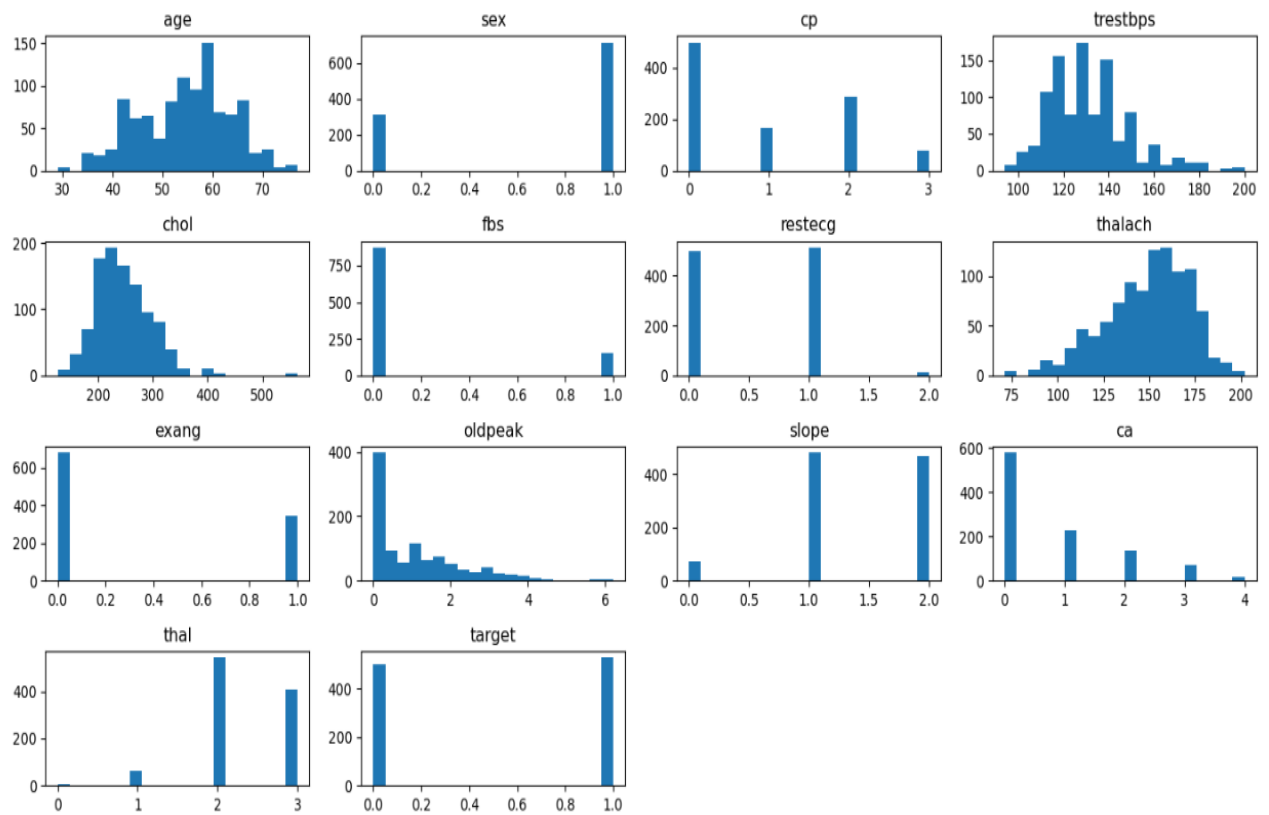 age sex cp trestbps
150 100 50 0
30 40 50 60 70
600 400 200 0
0.0 0.2 0.4 0.6 0.8 1.0
400 200 0
0 1 2 3
150 100 50 0
100 120 140 160 180 200
chol fbs restecg thalach
200 100 0
200 300 400 500
750 500 250 0
0.0 0.2 0.4 0.6 0.8 1.0
400 200 0
0.0 0.5 1.0 1.5 2.0
100 50 0
75 100 125 150 175 200
exang oldpeak slope ca
600 400 200 0
0.0 0.2 0.4 0.6 0.8 1.0
400 200 0
0 2 4 6
400 200 0
0.0 0.5 1.0 1.5 2.0
600 400 200 0
0 1 2 3 4
thal target
400 200 0
0 1 2 3
400 200 0
0.0 0.2 0.4 0.6 0.8 1.0